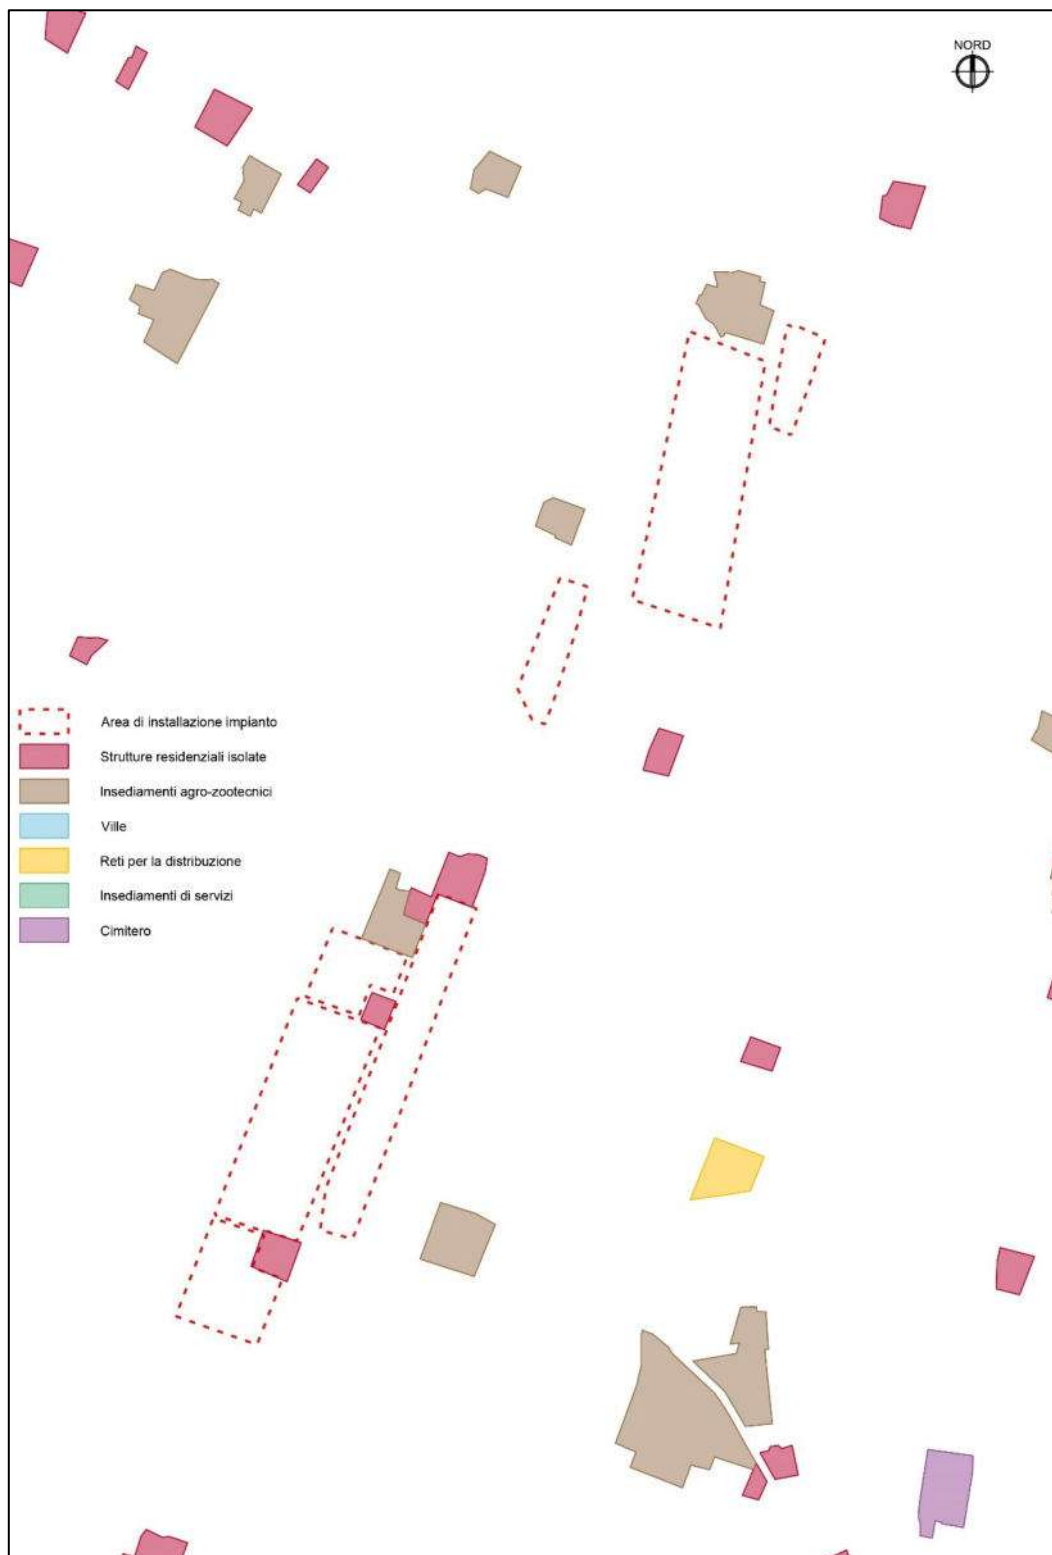 NORD
Area di installazione impianto
Strutture residenziali isolate
Insediamenti agro-zootecnici
Ville
Reti per la distribuzione
Insediamenti di servizi
Cimitero